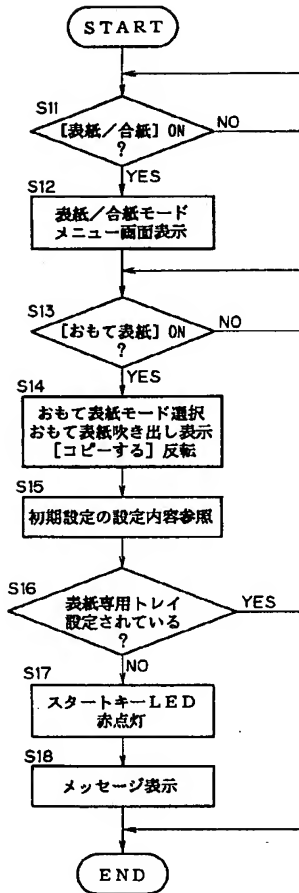 START
S11
[表紙/合紙] ON
?
NO
YES
S12
表紙/合紙モード
メニュー画面表示
S13
[おもて表紙] ON
?
NO
YES
S14
おもて表紙モード選択
おもて表紙吹き出し表示
[コピーする] 反転
S15
初期設定の設定内容参照
S16
表紙専用トレイ
設定されている
?
YES
NO
S17
スタートキーLED
赤点灯
S18
メッセージ表示
END